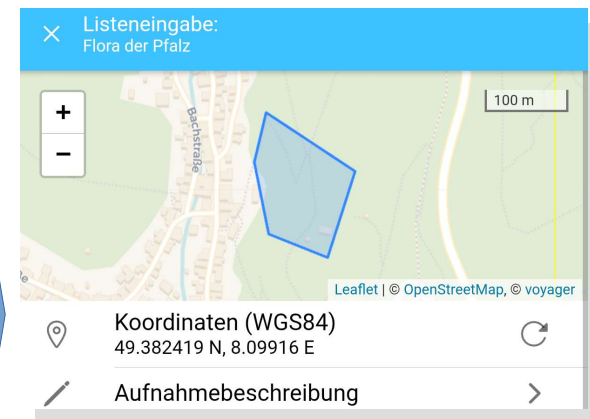 Listeneingabe:
Flora der Pfalz
+
−
Bachstraße
100 m
Leaflet | © OpenStreetMap, © voyager
Koordinaten (WGS84)
49.382419 N, 8.09916 E
Aufnahmebeschreibung